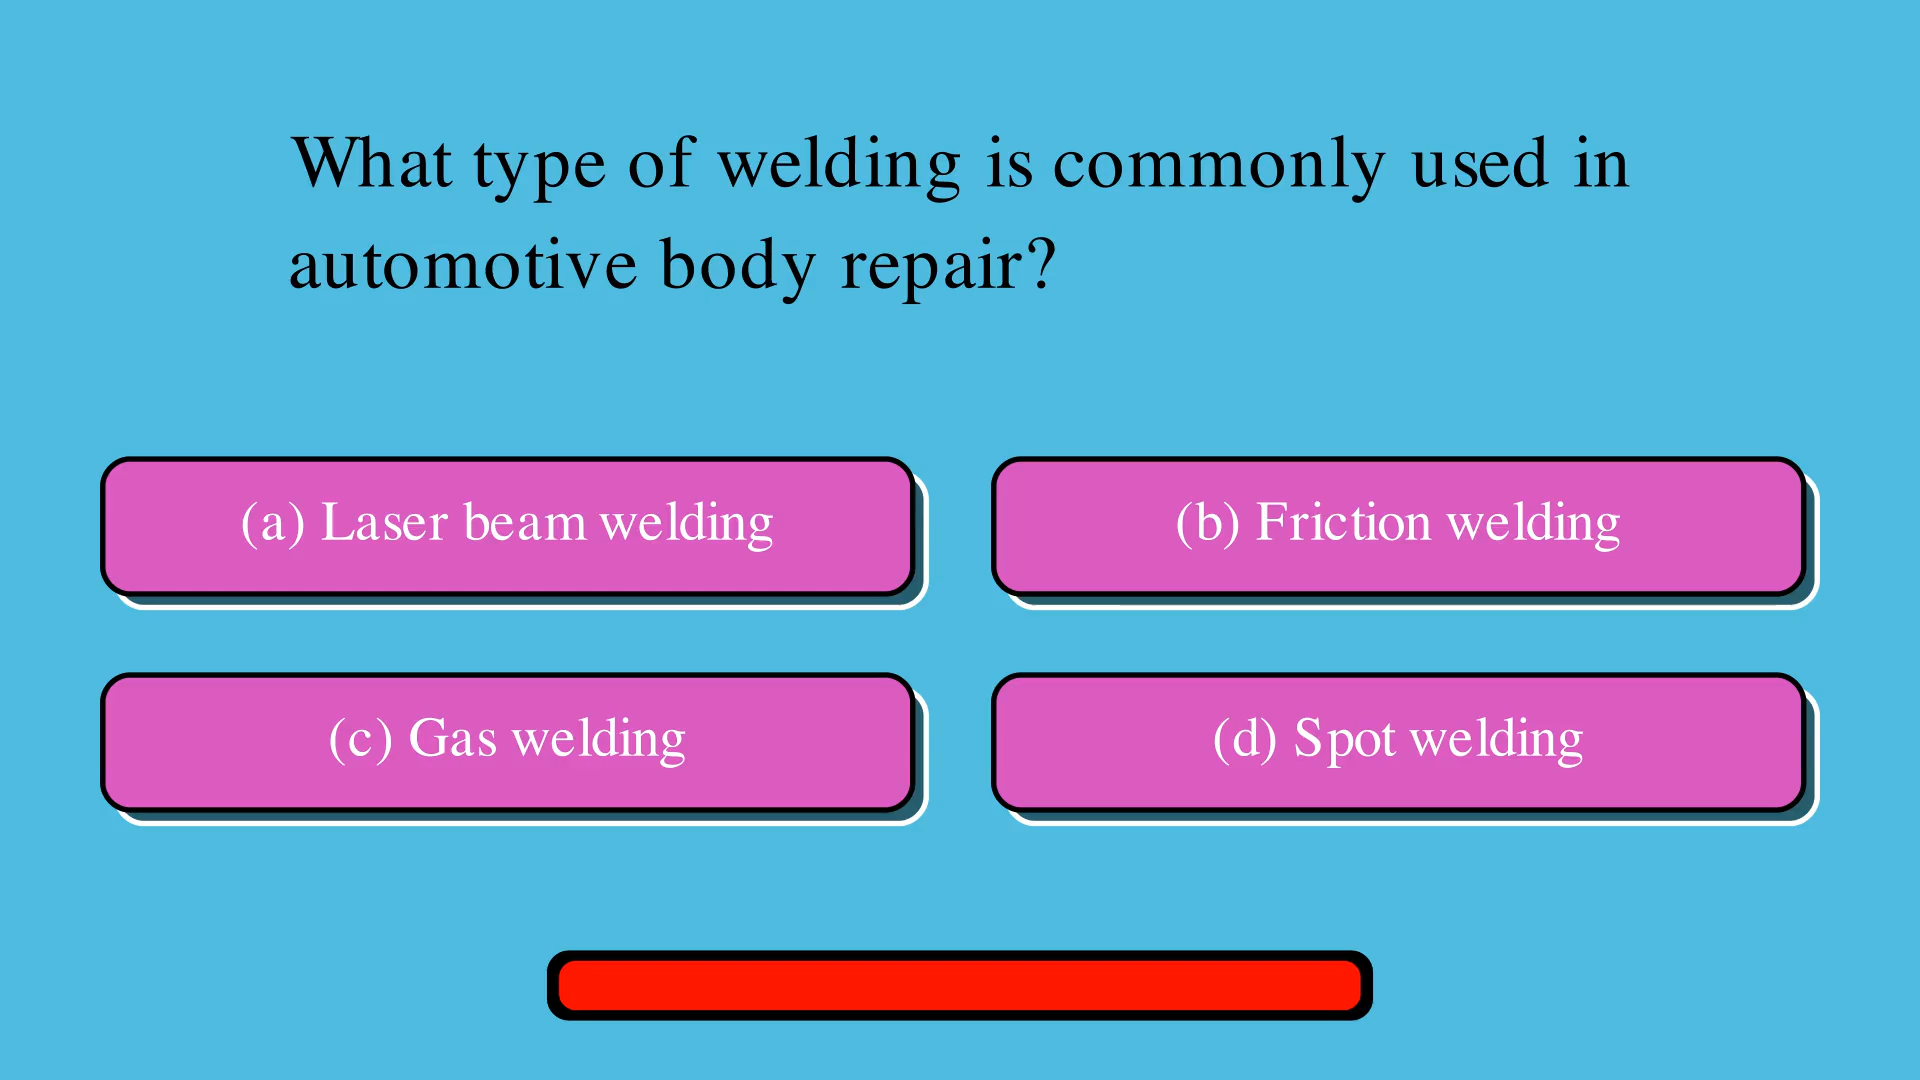 What type of welding is commonly used in
automotive body repair?
(a) Laser beam welding
(b) Friction welding
(c) Gas welding
(d) Spot welding